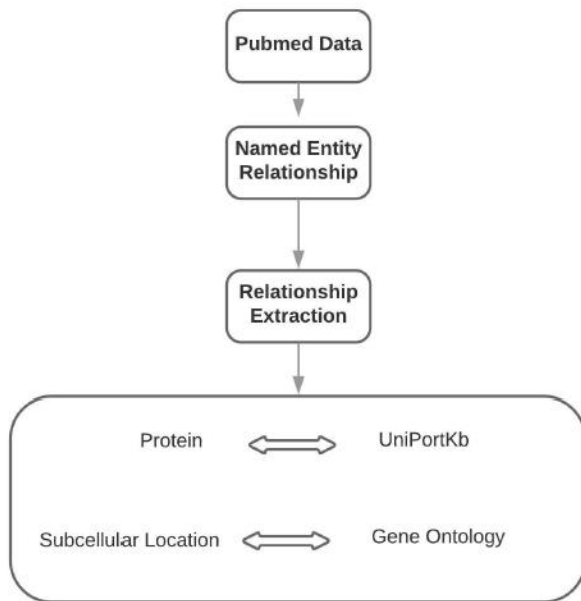 Pubmed Data
Named Entity
Relationship
Relationship
Extraction
Protein
UniPortKb
Subcellular Location
Gene Ontology